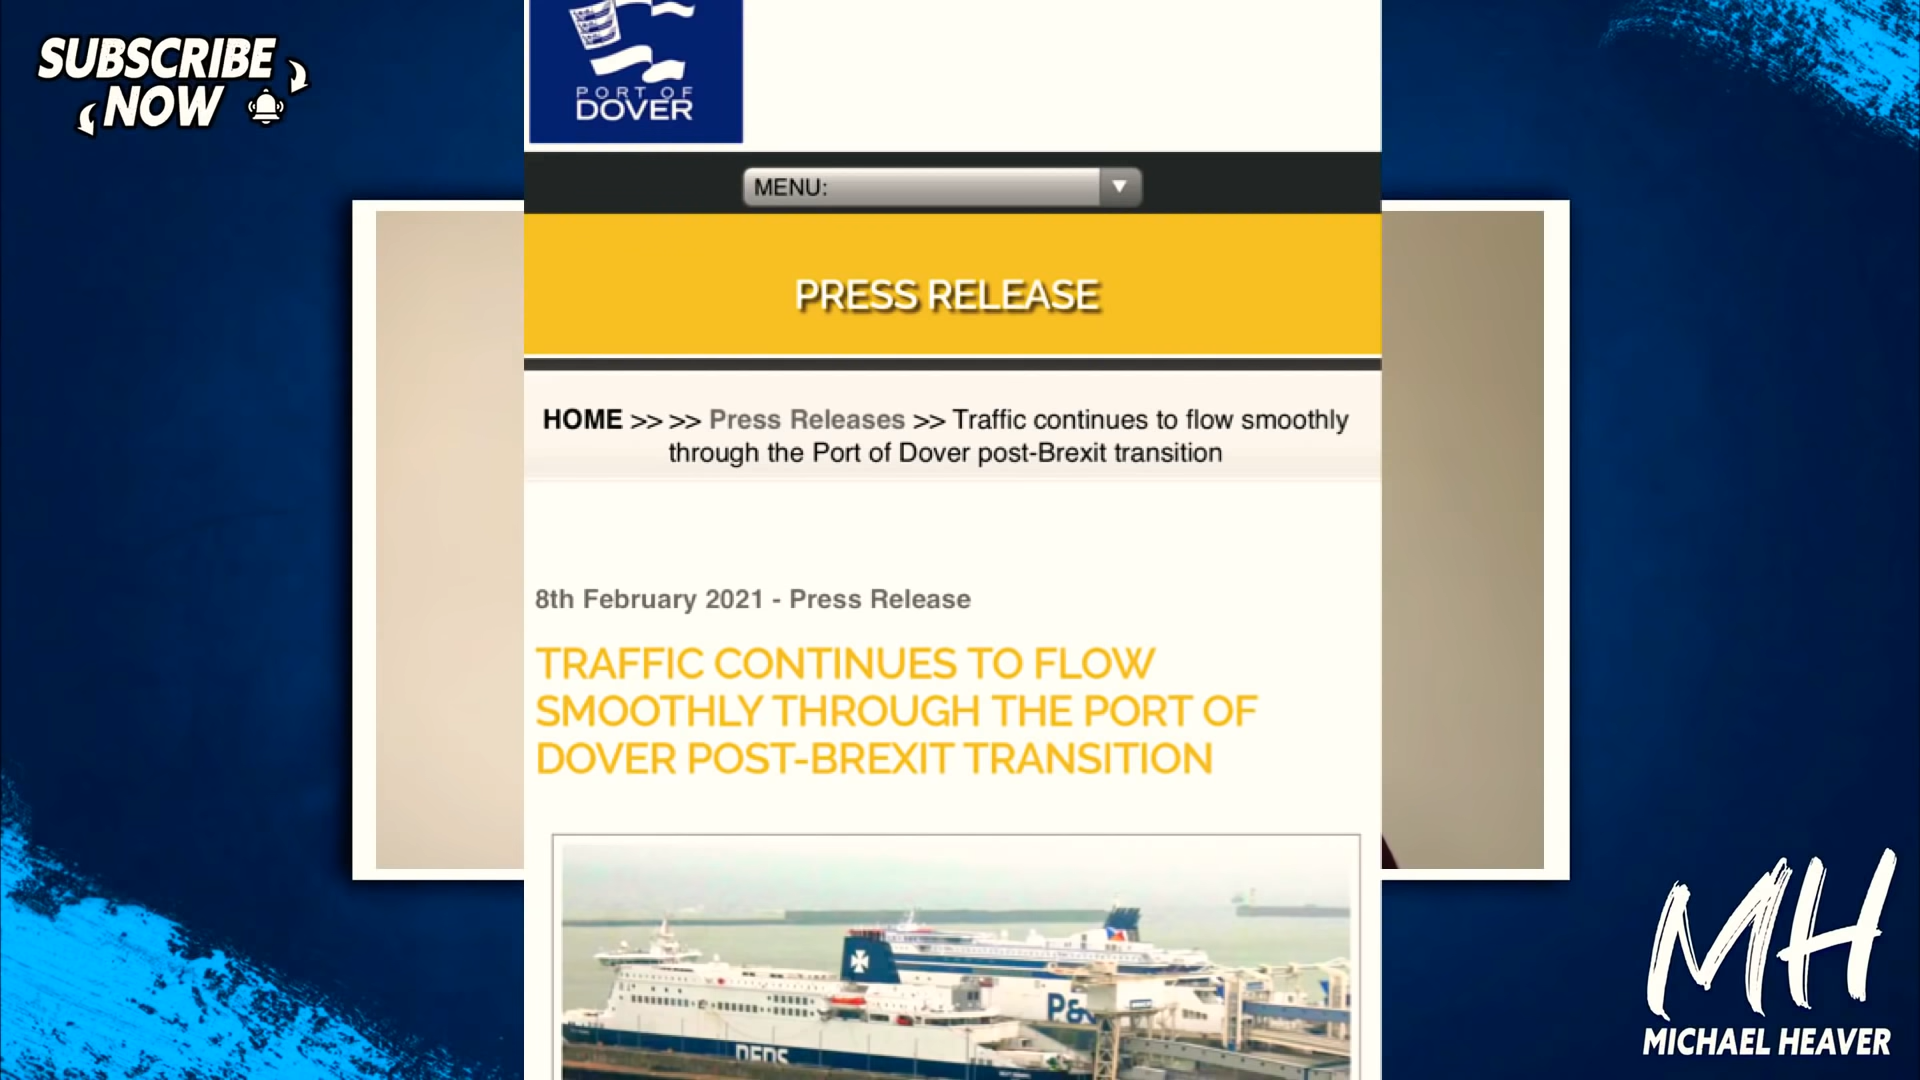 SUBSCRIBE
NOW
PORT OF
DOVER
MENU:
PRESS RELEASE
HOME >> >> Press Releases >> Traffic continues to flow smoothly
through the Port of Dover post-Brexit transition
8th February 2021 - Press Release
TRAFFIC CONTINUES TO FLOW
SMOOTHLY THROUGH THE PORT OF
DOVER POST-BREXIT TRANSITION
P&
DFDS
MH
MICHAEL HEAVER